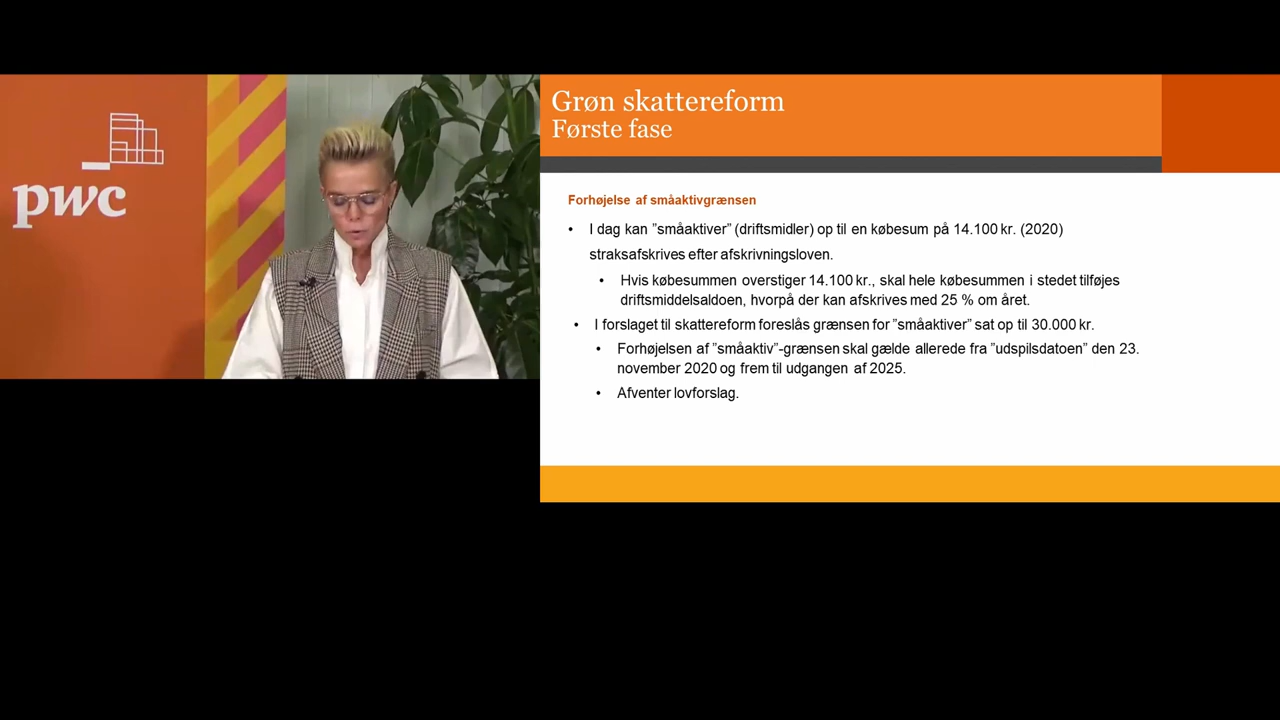 pwc
Grøn skattereform
Første fase
Forhøjelse af småaktivgrænsen
• I dag kan ”småaktiver” (driftsmidler) op til en købesum på 14.100 kr. (2020)
straksafskrives efter afskrivningsloven.
• Hvis købesummen overstiger 14.100 kr., skal hele købesummen i stedet tilføjes
driftsmiddelsaldoen, hvorpå der kan afskrives med 25 % om året.
• I forslaget til skattereform foreslås grænsen for ”småaktiver” sat op til 30.000 kr.
• Forhøjelsen af ”småaktiv”-grænsen skal gælde allerede fra ”udspilsdatoen” den 23.
november 2020 og frem til udgangen af 2025.
• Afventer lovforslag.